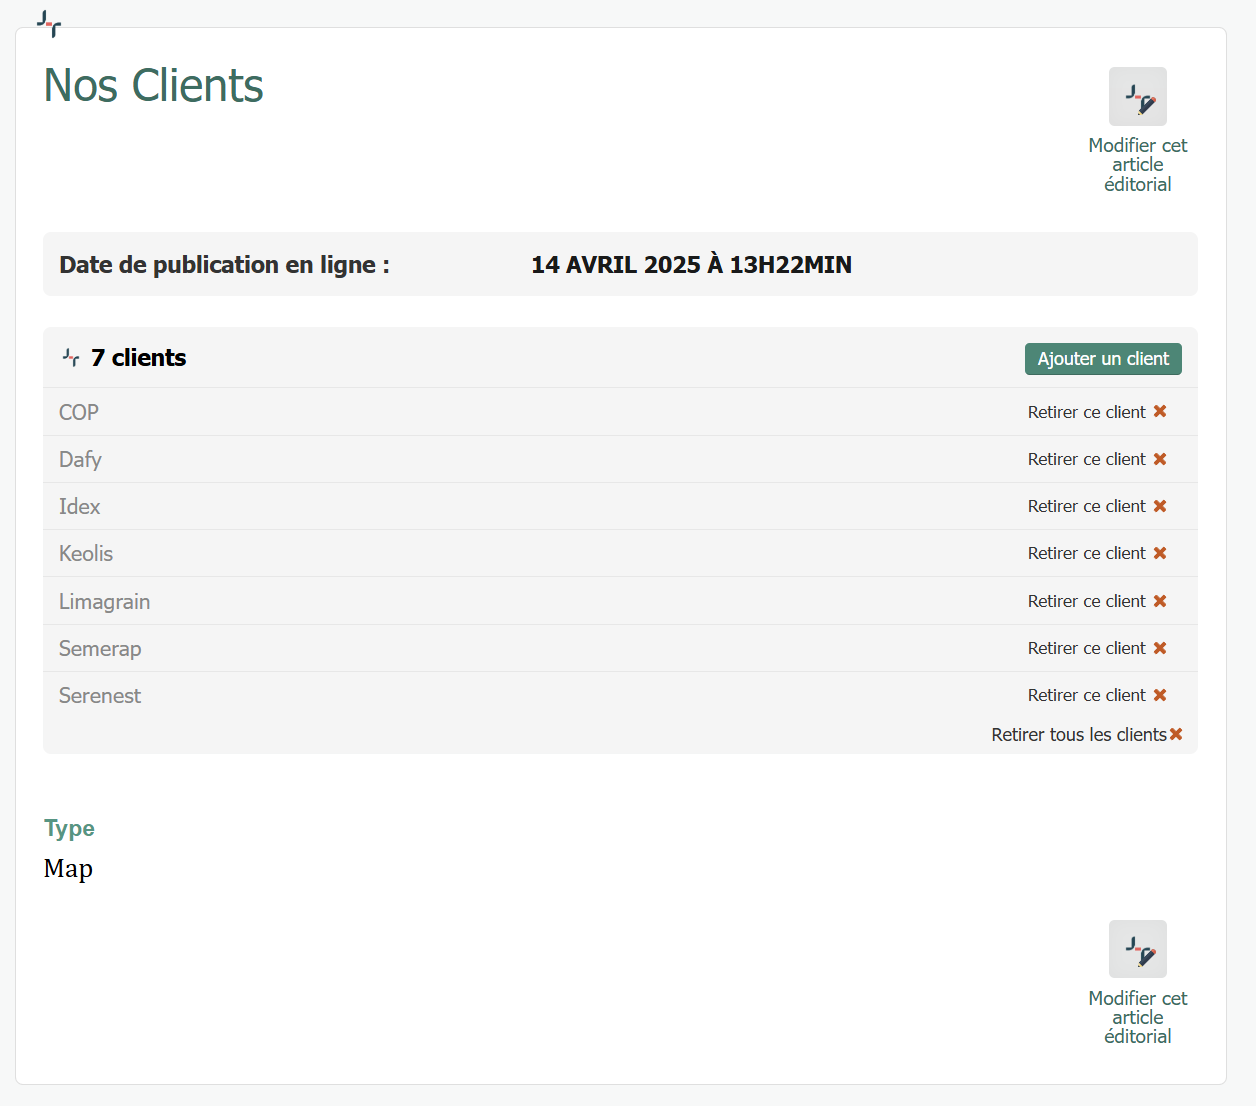 Nos Clients
Modifier cet
article
éditorial
Date de publication en ligne : 14 AVRIL 2025 À 13H22MIN
7 clients Ajouter un client
COP Retirer ce client
Dafy Retirer ce client
Idex Retirer ce client
Keolis Retirer ce client
Limagrain Retirer ce client
Semerap Retirer ce client
Serenest Retirer ce client
Retirer tous les clients
Type
Map
Modifier cet
article
éditorial